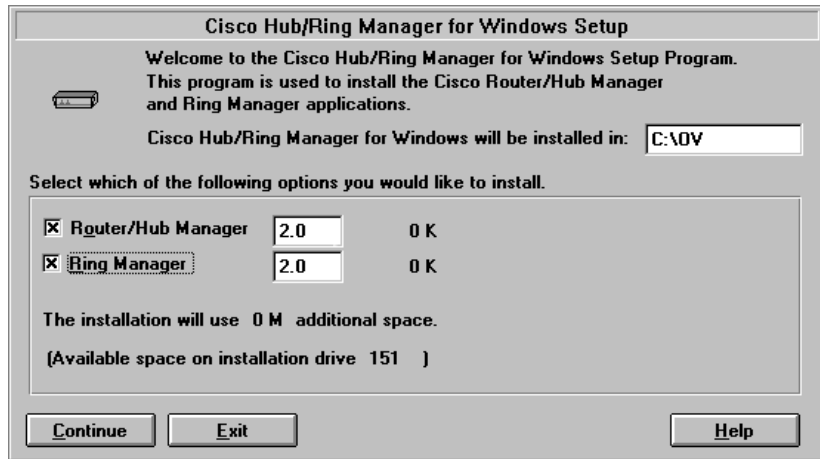 Cisco Hub/Ring Manager for Windows Setup
Welcome to the Cisco Hub/Ring Manager for Windows Setup Program.
This program is used to install the Cisco Router/Hub Manager
and Ring Manager applications.
Cisco Hub/Ring Manager for Windows will be installed in: C:\OV
Select which of the following options you would like to install.
Router/Hub Manager 2.0 0 K
Ring Manager 2.0 0 K
The installation will use 0 M additional space.
(Available space on installation drive 151 )
Continue Exit Help